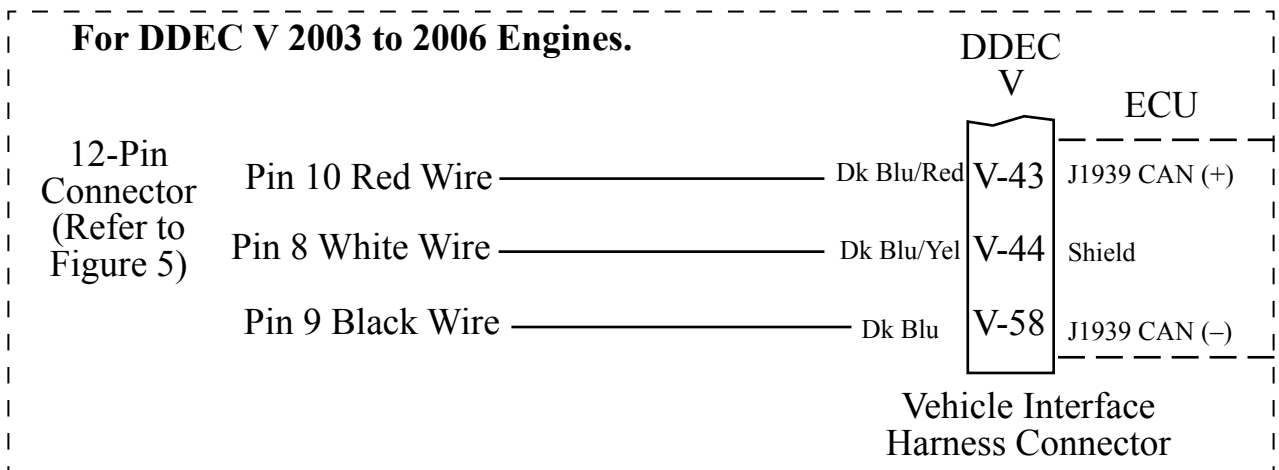 For DDEC V 2003 to 2006 Engines.
DDEC
V
ECU
12-Pin
Connector
(Refer to
Figure 5)
Pin 10 Red Wire Dk Blu/Red V-43 J1939 CAN (+)
Pin 8 White Wire Dk Blu/Yel V-44 Shield
Pin 9 Black Wire Dk Blu V-58 J1939 CAN (–)
Vehicle Interface
Harness Connector